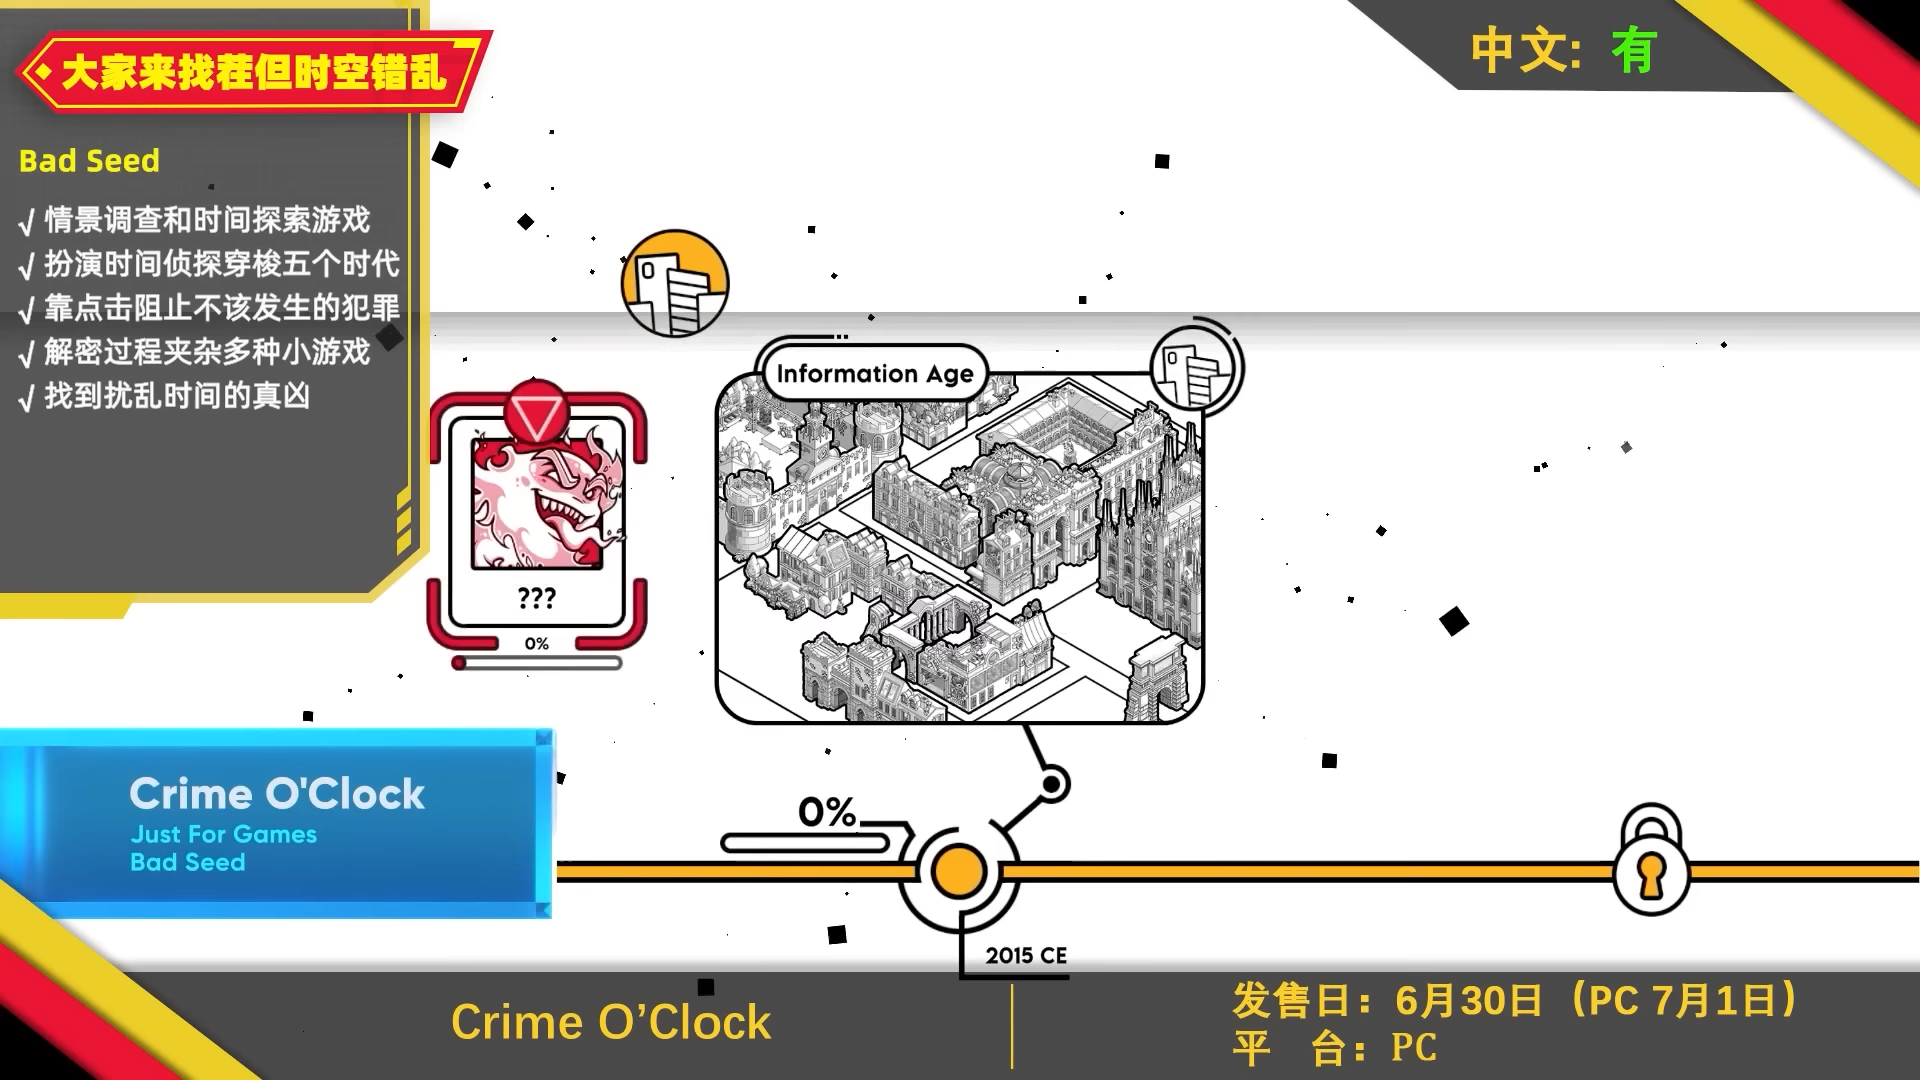 大家来找茬但时空错乱
中文: 有
Bad Seed
√ 情景调查和时间探索游戏
√ 扮演时间侦探穿梭五个时代
√ 靠点击阻止不该发生的犯罪
√ 解密过程夹杂多种小游戏
√ 找到扰乱时间的真凶
Information Age
???
0%
Crime O'Clock
Just For Games
Bad Seed
0%
2015 CE
Crime O’Clock
发售日：6月30日（PC 7月1日）
平 台：PC